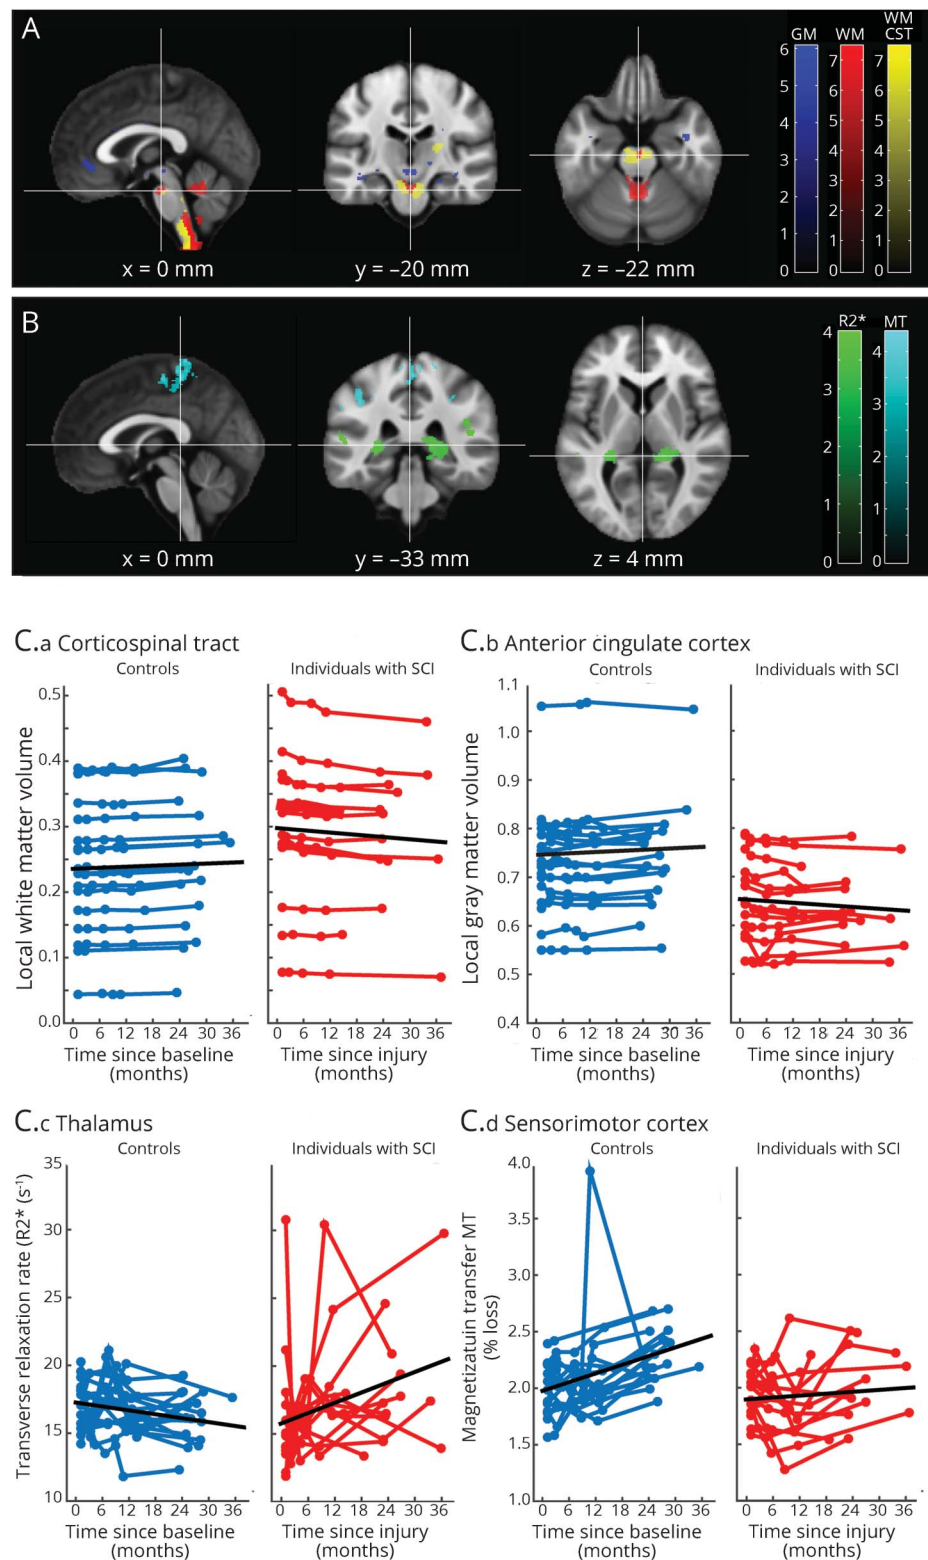 A
GM
WM
WM
CST
6
5
4
3
2
1
0
7
6
5
4
3
2
1
0
7
6
5
4
3
2
1
0
x = 0 mm
y = –20 mm
z = –22 mm
B
R2*
MT
4
3
2
1
0
4
3
2
1
0
x = 0 mm
y = –33 mm
z = 4 mm
C.a Corticospinal tract
Controls
Individuals with SCI
Local white matter volume
0.5
0.4
0.3
0.2
0.1
0.0
0 6 12 18 24 30 36
0 6 12 18 24 30 36
Time since baseline
(months)
Time since injury
(months)
C.b Anterior cingulate cortex
Controls
Individuals with SCI
Local gray matter volume
1.1
1.0
0.9
0.8
0.7
0.6
0.5
0.4
0 6 12 18 24 30 36
0 6 12 18 24 30 36
Time since baseline
(months)
Time since injury
(months)
C.c Thalamus
Controls
Individuals with SCI
Transverse relaxation rate (R2* (s⁻¹)
35
30
25
20
15
10
0 6 12 18 24 30 36
0 6 12 18 24 30 36
Time since baseline
(months)
Time since injury
(months)
C.d Sensorimotor cortex
Controls
Individuals with SCI
Magnetizatuin transfer MT
(% loss)
4.0
3.5
3.0
2.5
2.0
1.5
1.0
0 6 12 18 24 30 36
0 6 12 18 24 30 36
Time since baseline
(months)
Time since injury
(months)